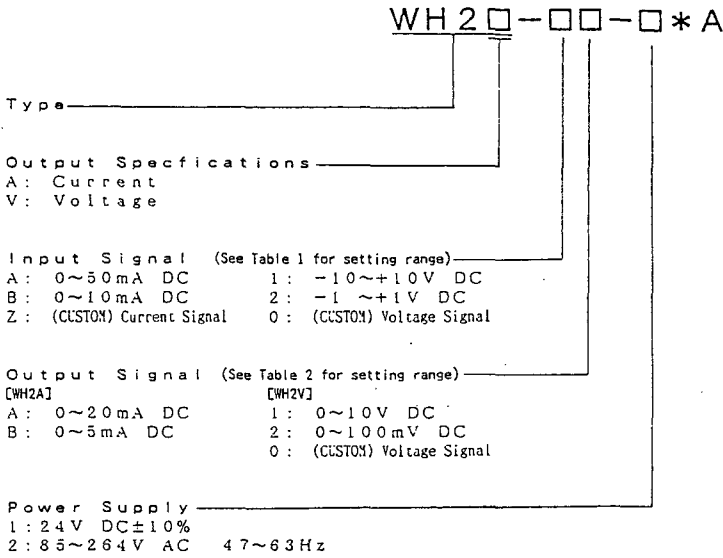 WH2□-□□-□*A
Type
Output Specfications
A: Current
V: Voltage
Input Signal (See Table 1 for setting range)
A: 0~50mA DC 1: -10~+10V DC
B: 0~10mA DC 2: -1 ~+1V DC
Z: (CUSTOM) Current Signal 0: (CUSTOM) Voltage Signal
Output Signal (See Table 2 for setting range)
[WH2A] [WH2V]
A: 0~20mA DC 1: 0~10V DC
B: 0~5mA DC 2: 0~100mV DC
0: (CUSTOM) Voltage Signal
Power Supply
1:24V DC±10%
2:85~264V AC 47~63Hz